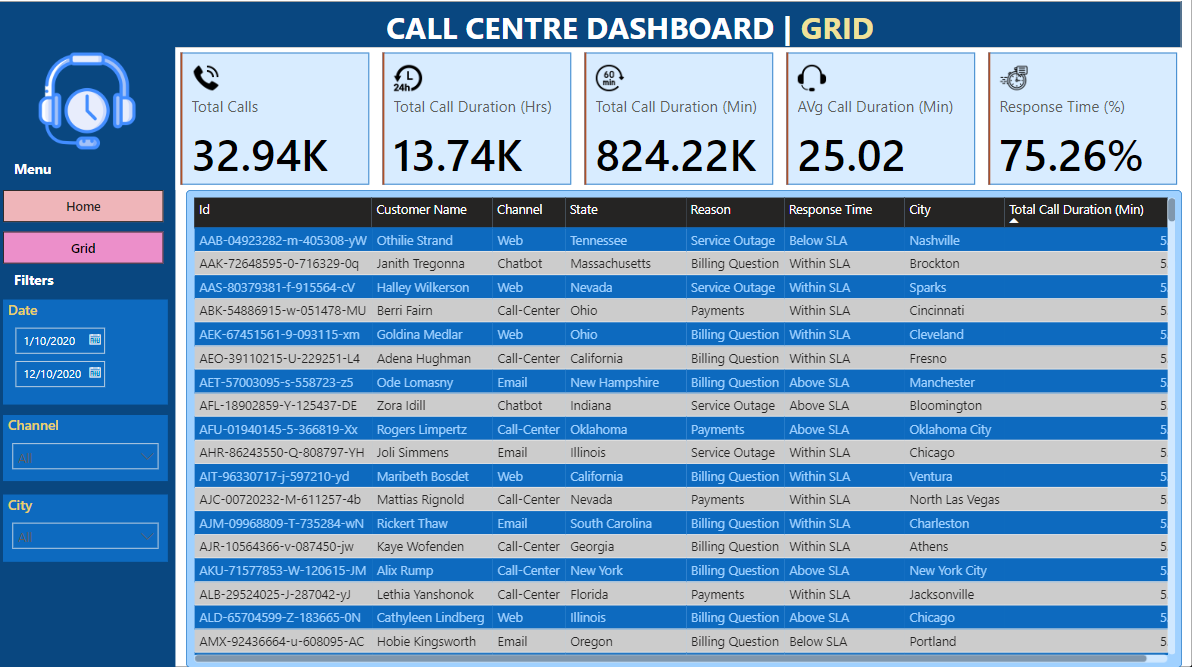 CALL CENTRE DASHBOARD | GRID
Total Calls
32.94K
24h
Total Call Duration (Hrs)
13.74K
60 min
Total Call Duration (Min)
824.22K
AVg Call Duration (Min)
25.02
Response Time (%)
75.26%
Menu
Home
Grid
Filters
Date
1/10/2020
12/10/2020
Channel
All
City
All
Id Customer Name Channel State Reason Response Time City Total Call Duration (Min)
AAB-04923282-m-405308-yW Othilie Strand Web Tennessee Service Outage Below SLA Nashville 5
AAK-72648595-0-716329-0q Janith Tregonna Chatbot Massachusetts Billing Question Within SLA Brockton 5
AAS-80379381-f-915564-cV Halley Wilkerson Web Nevada Service Outage Within SLA Sparks 5
ABK-54886915-w-051478-MU Berri Fairn Call-Center Ohio Payments Within SLA Cincinnati 5
AEK-67451561-9-093115-xm Goldina Medlar Web Ohio Billing Question Within SLA Cleveland 5
AEO-39110215-U-229251-L4 Adena Hughman Call-Center California Billing Question Within SLA Fresno 5
AET-57003095-s-558723-z5 Ode Lomasny Email New Hampshire Billing Question Above SLA Manchester 5
AFL-18902859-Y-125437-DE Zora Idill Chatbot Indiana Service Outage Above SLA Bloomington 5
AFU-01940145-5-366819-Xx Rogers Limpertz Call-Center Oklahoma Payments Above SLA Oklahoma City 5
AHR-86243550-Q-808797-YH Joli Simmens Email Illinois Service Outage Within SLA Chicago 5
AIT-96330717-j-597210-yd Maribeth Bosdet Web California Billing Question Within SLA Ventura 5
AJC-00720232-M-611257-4b Mattias Rignold Call-Center Nevada Payments Within SLA North Las Vegas 5
AJM-09968809-T-735284-wN Rickert Thaw Email South Carolina Billing Question Within SLA Charleston 5
AJR-10564366-v-087450-jw Kaye Wofenden Call-Center Georgia Billing Question Within SLA Athens 5
AKU-71577853-W-120615-JM Alix Rump Call-Center New York Billing Question Above SLA New York City 5
ALB-29524025-J-287042-yJ Lethia Yanshonok Call-Center Florida Payments Within SLA Jacksonville 5
ALD-65704599-Z-183665-0N Cathyleen Lindberg Web Illinois Billing Question Above SLA Chicago 5
AMX-92436664-u-608095-AC Hobie Kingsworth Email Oregon Billing Question Below SLA Portland 5